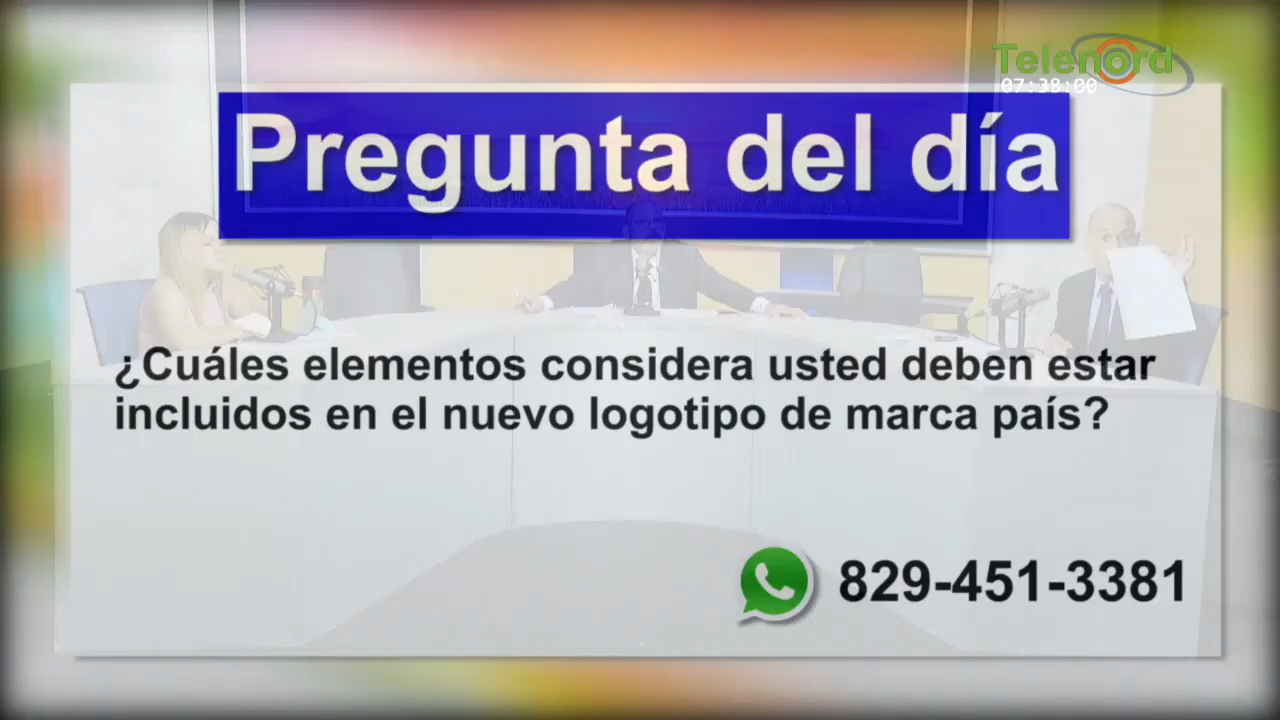 Telenord
07:38:00
Pregunta del día
¿Cuáles elementos considera usted deben estar
incluidos en el nuevo logotipo de marca país?
829-451-3381